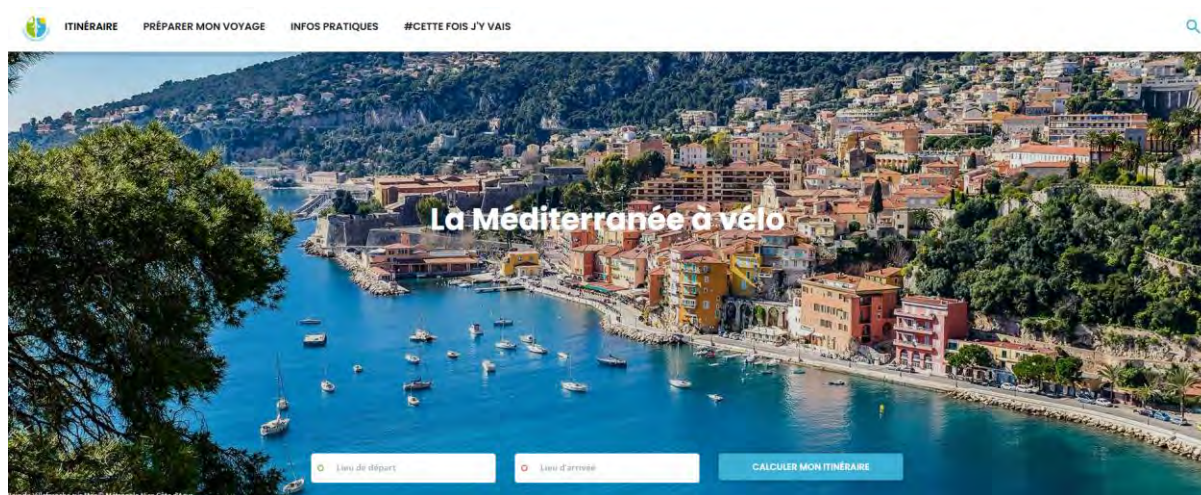 ITINÉRAIRE PRÉPARER MON VOYAGE INFOS PRATIQUES #CETTE FOIS J'Y VAIS
La Méditerranée à vélo
Lieu de départ Lieu d'arrivée CALCULER MON ITINÉRAIRE